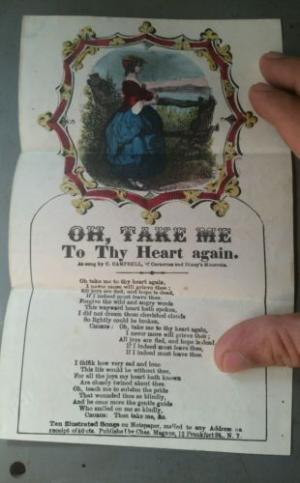 OH, TAKE ME
To Thy Heart again.
As sung by C. CAMPBELL, of Carncross and Dixey's Minstrels.
Oh take me to thy heart again,
I never more will grieve thee;
All joys are fled, and hope is dead,
If I indeed must leave thee.
Forgive the wild and angry words
This wayward heart hath spoken,
I did not dream those cherished chords
So lightly could be broken.
CHORUS: Oh, take me to thy heart again,
I never more will grieve thee;
All joys are fled, and hope is dead
If I indeed must leave thee.
If I indeed must leave thee.
I think how very sad and lone
This life would be without thee,
For all the joys my heart hath known
Are closely twined about thee.
Oh, teach me to subdue the pride
That wounded thee so blindly,
And be once more the gentle guide
Who smiled on me so kindly,
CHORUS: Then take me, &c.
Ten Illustrated Songs on Notepaper, mailed to any Address on
receipt of 50 cts. Published by Chas. Magnus, 12 Frankfort St., N. Y.